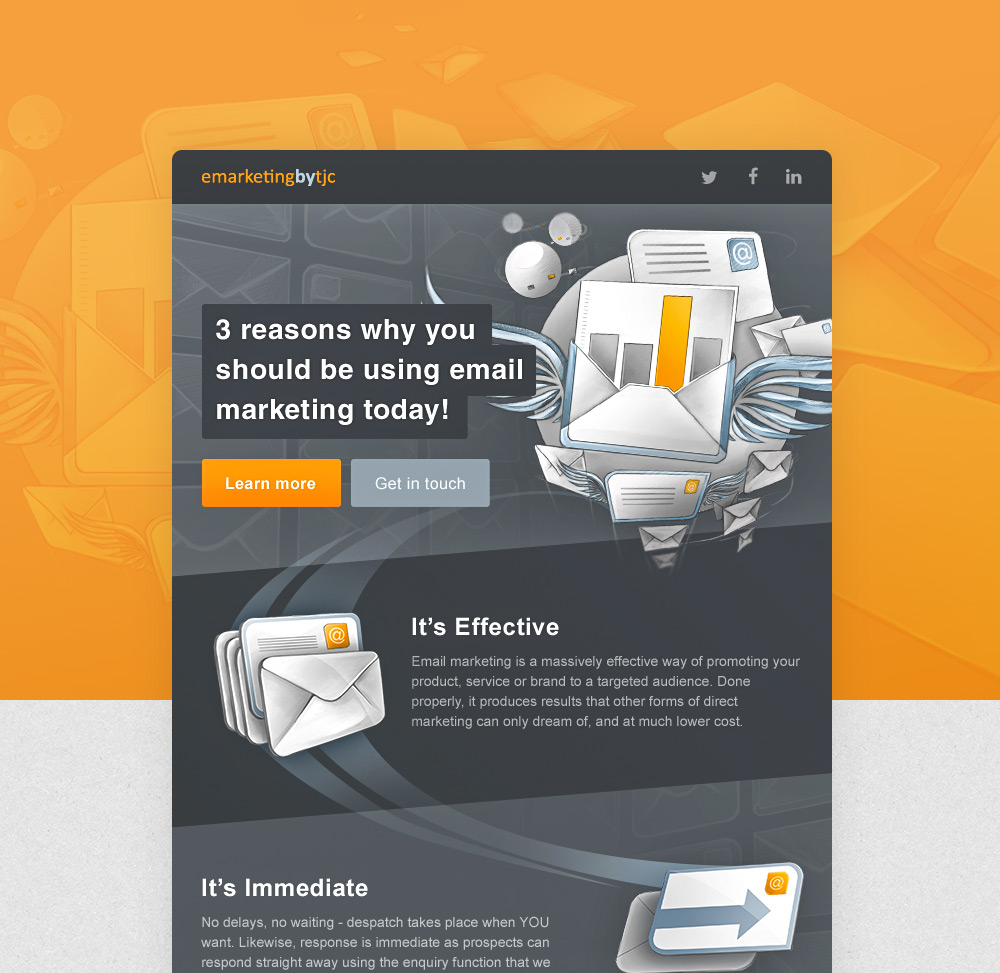 emarketingbytjc
3 reasons why you
should be using email
marketing today!
Learn more
Get in touch
It’s Effective
Email marketing is a massively effective way of promoting your
product, service or brand to a targeted audience. Done
properly, it produces results that other forms of direct
marketing can only dream of, and at much lower cost.
It’s Immediate
No delays, no waiting - despatch takes place when YOU
want. Likewise, response is immediate as prospects can
respond straight away using the enquiry function that we